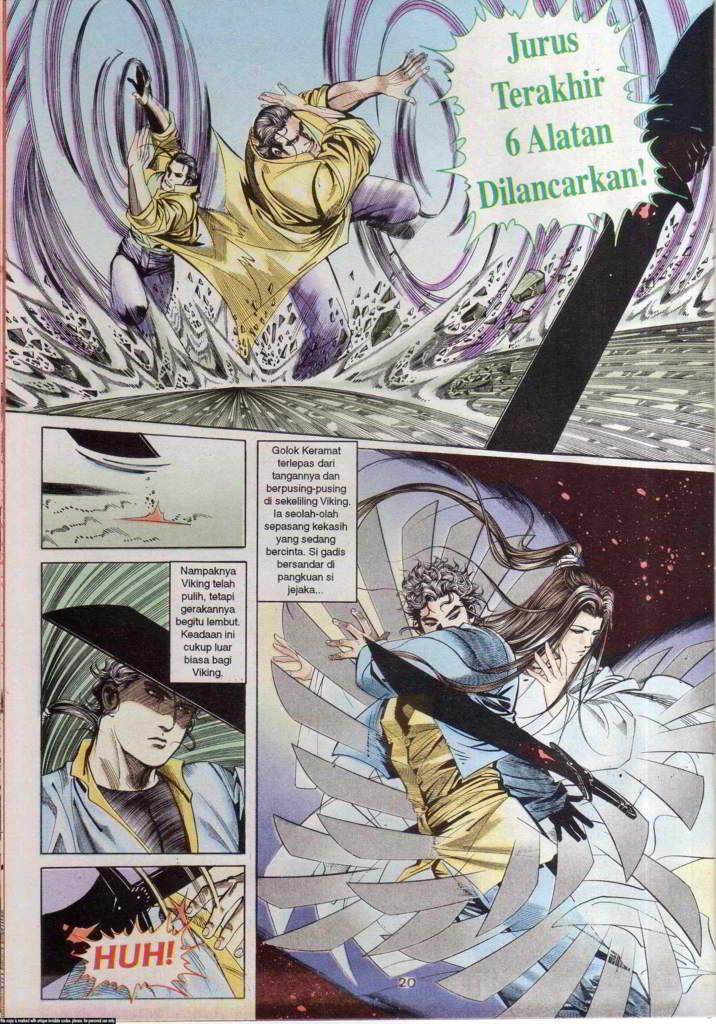 Jurus
Terakhir
6 Alatan
Dilancarkan!
Golok Keramat
terlepas dari
tangannya dan
berpusing-pusing
di sekeliling Viking.
Ia seolah-olah
sepasang kekasih
yang sedang
bercinta. Si gadis
bersandar di
pangkuan si
jejaka...
Nampaknya
Viking telah
pulih, tetapi
gerakannya
begitu lembut.
Keadaan ini
cukup luar
biasa bagi
Viking.
HUH!
20